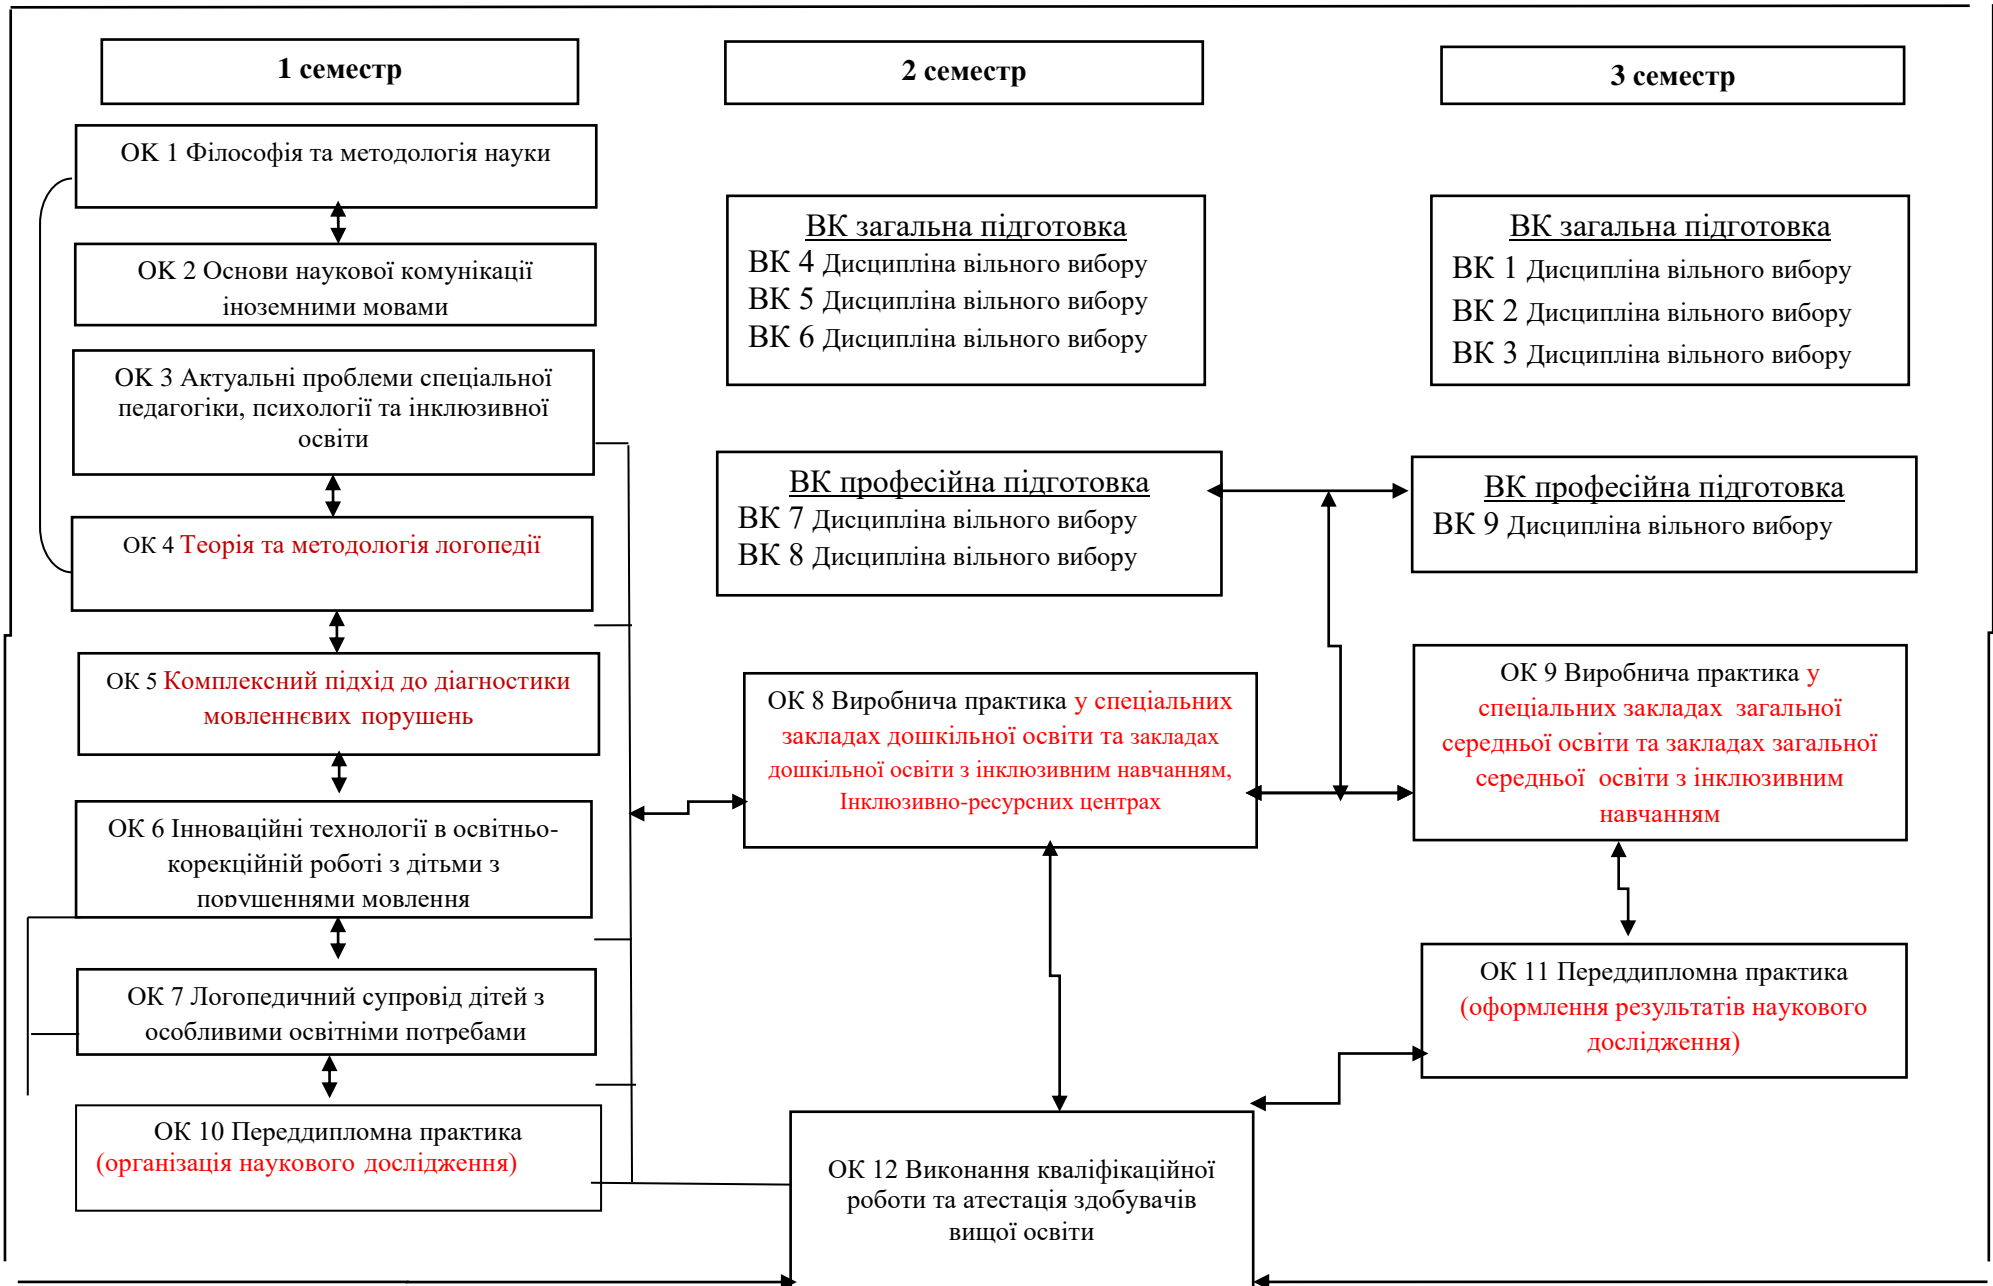 1 семестр
2 семестр
3 семестр
ОК 1 Філософія та методологія науки
ОК 2 Основи наукової комунікації
іноземними мовами
ОК 3 Актуальні проблеми спеціальної
педагогіки, психології та інклюзивної
освіти
ОК 4 Теорія та методологія логопедії
ОК 5 Комплексний підхід до діагностики
мовленнєвих порушень
ОК 6 Інноваційні технології в освітньо-
корекційній роботі з дітьми з
порушеннями мовлення
ОК 7 Логопедичний супровід дітей з
особливими освітніми потребами
ОК 10 Переддипломна практика
(організація наукового дослідження)
ВК загальна підготовка
ВК 4 Дисципліна вільного вибору
ВК 5 Дисципліна вільного вибору
ВК 6 Дисципліна вільного вибору
ВК професійна підготовка
ВК 7 Дисципліна вільного вибору
ВК 8 Дисципліна вільного вибору
ОК 8 Виробнича практика у спеціальних
закладах дошкільної освіти та закладах
дошкільної освіти з інклюзивним навчанням,
Інклюзивно-ресурсних центрах
ОК 12 Виконання кваліфікаційної
роботи та атестація здобувачів
вищої освіти
ВК загальна підготовка
ВК 1 Дисципліна вільного вибору
ВК 2 Дисципліна вільного вибору
ВК 3 Дисципліна вільного вибору
ВК професійна підготовка
ВК 9 Дисципліна вільного вибору
ОК 9 Виробнича практика у
спеціальних закладах загальної
середньої освіти та закладах загальної
середньої освіти з інклюзивним
навчанням
ОК 11 Переддипломна практика
(оформлення результатів наукового
дослідження)